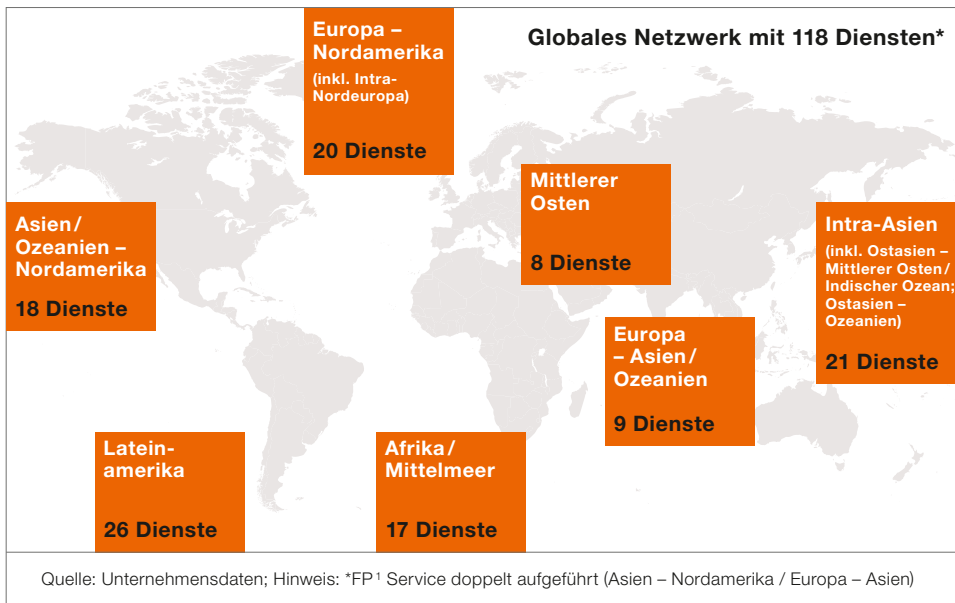 Globales Netzwerk mit 118 Diensten*
Europa –
Nordamerika
(inkl. Intra-
Nordeuropa)
20 Dienste
Mittlerer
Osten
8 Dienste
Asien /
Ozeanien –
Nordamerika
18 Dienste
Intra-Asien
(inkl. Ostasien –
Mittlerer Osten /
Indischer Ozean;
Ostasien –
Ozeanien)
21 Dienste
Europa
– Asien /
Ozeanien
9 Dienste
Latein-
amerika
26 Dienste
Afrika /
Mittelmeer
17 Dienste
Quelle: Unternehmensdaten; Hinweis: *FP¹ Service doppelt aufgeführt (Asien – Nordamerika / Europa – Asien)